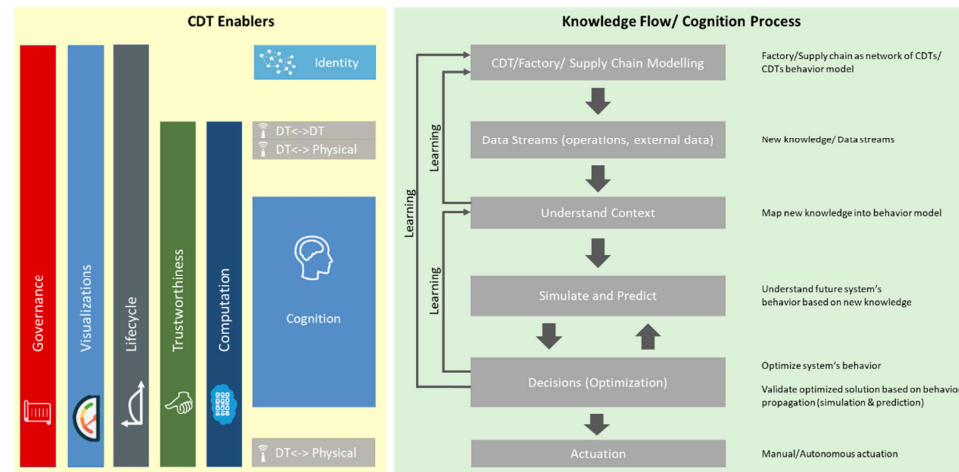 CDT Enablers
Governance
Visualizations
Lifecycle
Trustworthiness
Computation
Identity
DT<->DT
DT<-> Physical
Cognition
DT<-> Physical
Knowledge Flow/ Cognition Process
Learning
Learning
Learning
CDT/Factory/ Supply Chain Modelling
Factory/Supply chain as network of CDTs/
CDTs behavior model
Data Streams (operations, external data)
New knowledge/ Data streams
Understand Context
Map new knowledge into behavior model
Simulate and Predict
Understand future system's
behavior based on new knowledge
Decisions (Optimization)
Optimize system's behavior
Validate optimized solution based on behavior
propagation (simulation & prediction)
Actuation
Manual/Autonomous actuation